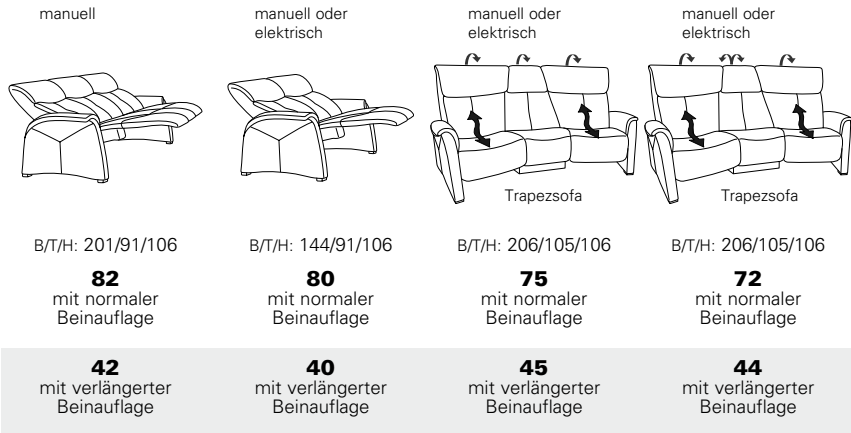 manuell
manuell oder
elektrisch
manuell oder
elektrisch
manuell oder
elektrisch
Trapezsofa
Trapezsofa
B/T/H: 201/91/106
B/T/H: 144/91/106
B/T/H: 206/105/106
B/T/H: 206/105/106
82
mit normaler
Beinauflage
80
mit normaler
Beinauflage
75
mit normaler
Beinauflage
72
mit normaler
Beinauflage
42
mit verlängerter
Beinauflage
40
mit verlängerter
Beinauflage
45
mit verlängerter
Beinauflage
44
mit verlängerter
Beinauflage